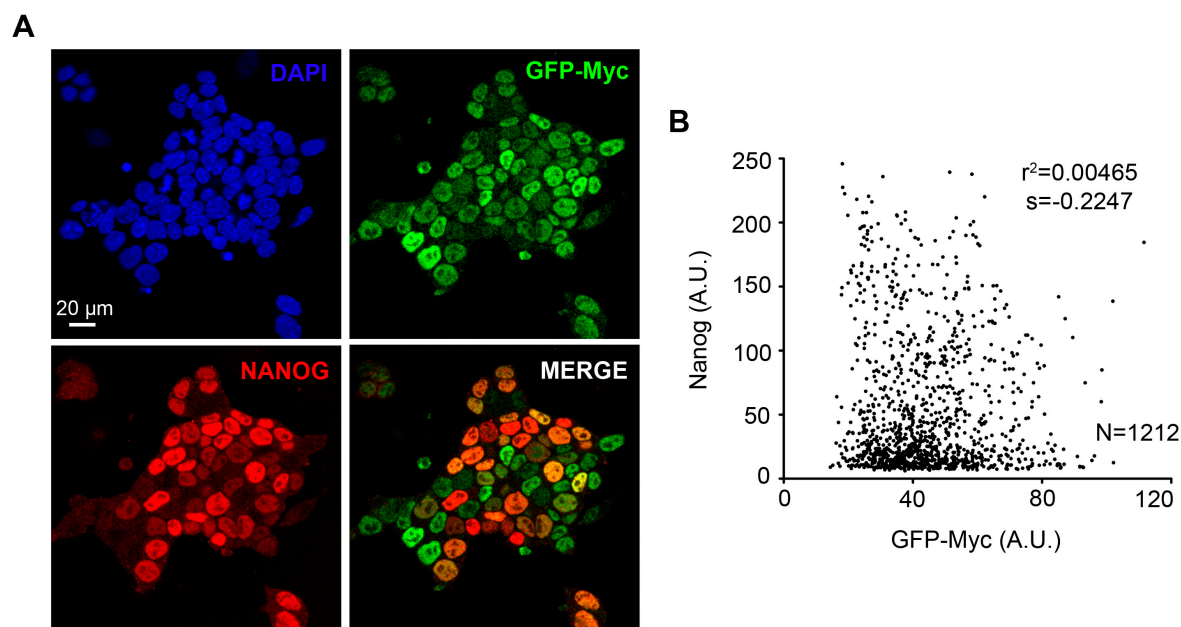 A
DAPI
GFP-Myc
20 µm
NANOG
MERGE
B
r²=0.00465
s=-0.2247
N=1212
250
200
150
100
50
0
Nanog (A.U.)
0
40
80
120
GFP-Myc (A.U.)